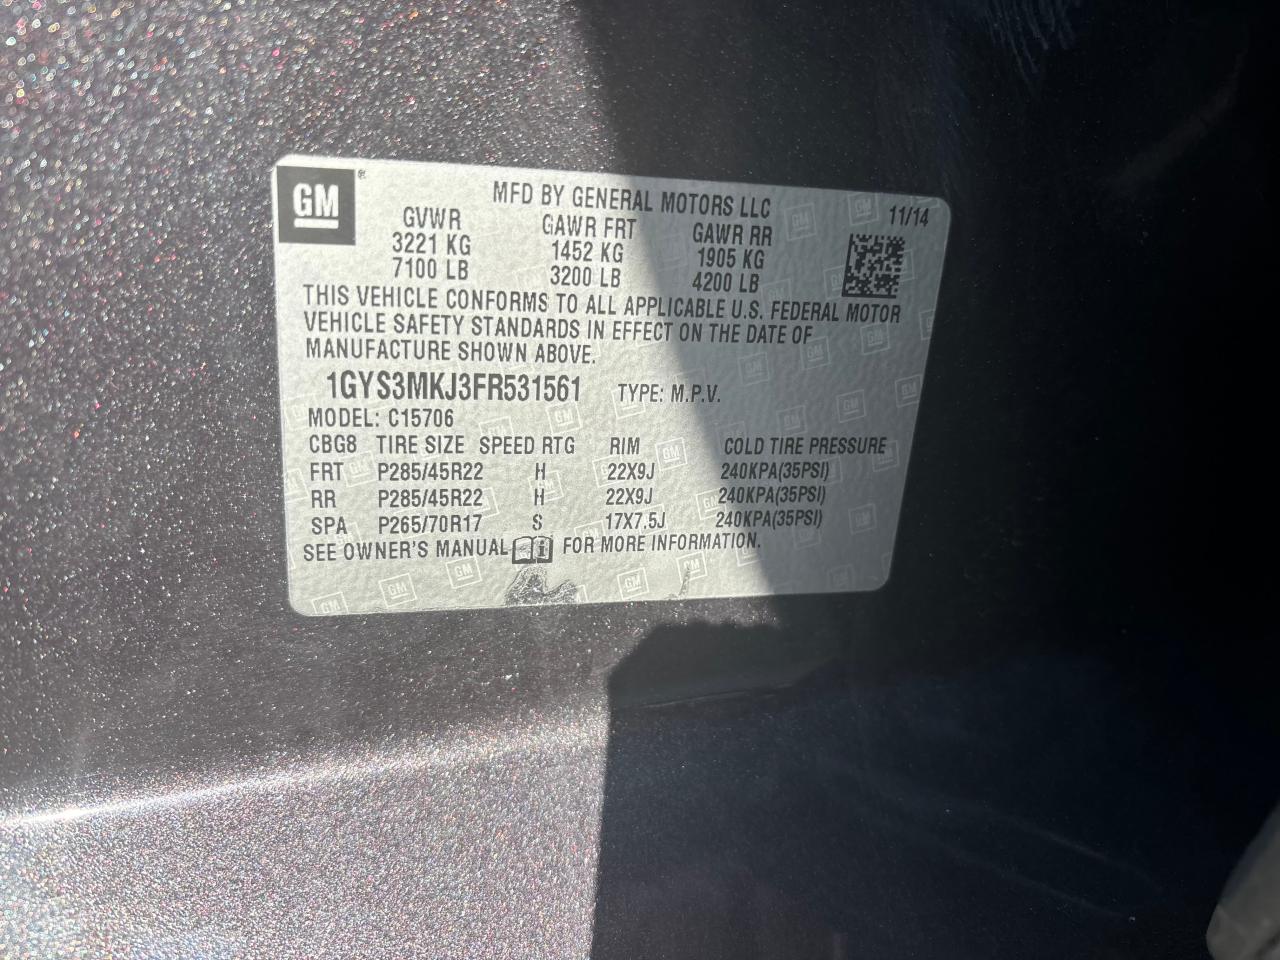 GM®
MFD BY GENERAL MOTORS LLC 11/14
GVWR GAWR FRT GAWR RR
3221 KG 1452 KG 1905 KG
7100 LB 3200 LB 4200 LB
THIS VEHICLE CONFORMS TO ALL APPLICABLE U.S. FEDERAL MOTOR
VEHICLE SAFETY STANDARDS IN EFFECT ON THE DATE OF
MANUFACTURE SHOWN ABOVE.
1GYS3MKJ3FR531561 TYPE: M.P.V.
MODEL: C15706
CBG8 TIRE SIZE SPEED RTG RIM COLD TIRE PRESSURE
FRT P285/45R22 H 22X9J 240KPA(35PSI)
RR P285/45R22 H 22X9J 240KPA(35PSI)
SPA P265/70R17 S 17X7.5J 240KPA(35PSI)
SEE OWNER'S MANUAL FOR MORE INFORMATION.